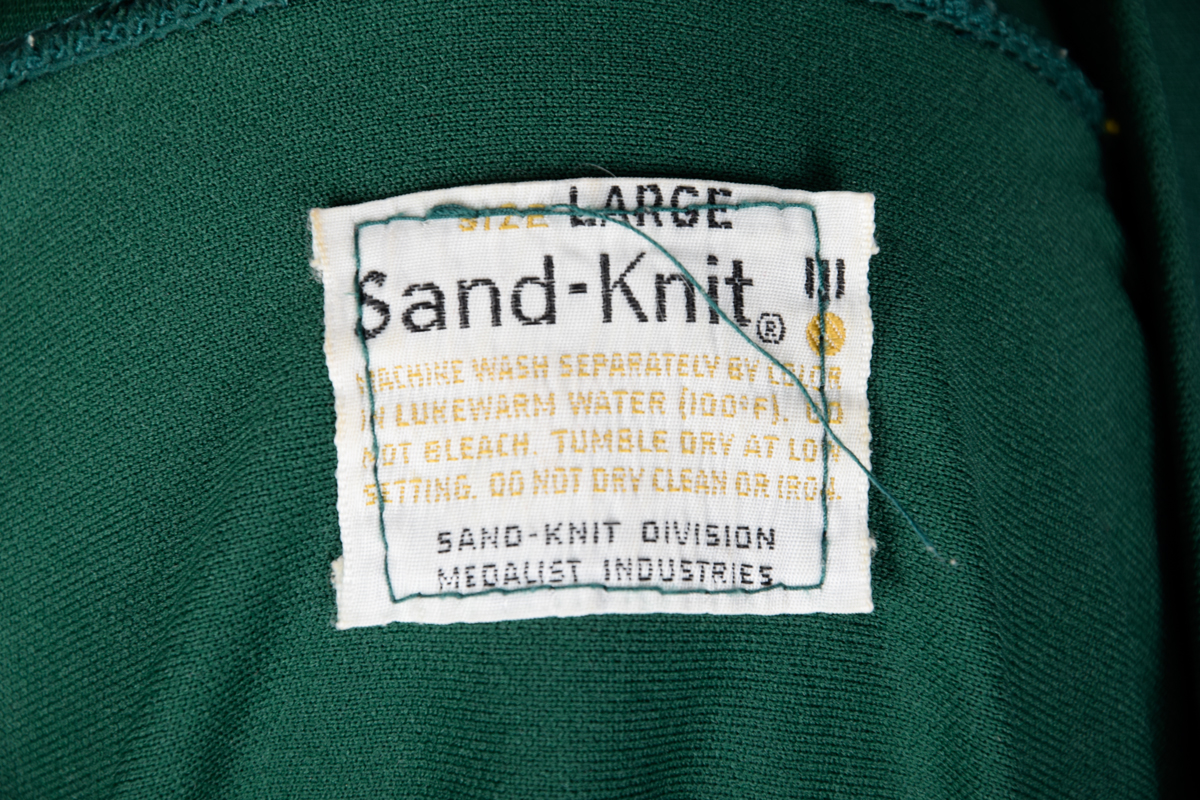 SIZE LARGE
Sand-Knit®
MACHINE WASH SEPARATELY BY COLOR
IN LUKEWARM WATER (100°F). DO
NOT BLEACH. TUMBLE DRY AT LOW
SETTING. DO NOT DRY CLEAN OR IRON.
SAND-KNIT DIVISION
MEDALIST INDUSTRIES